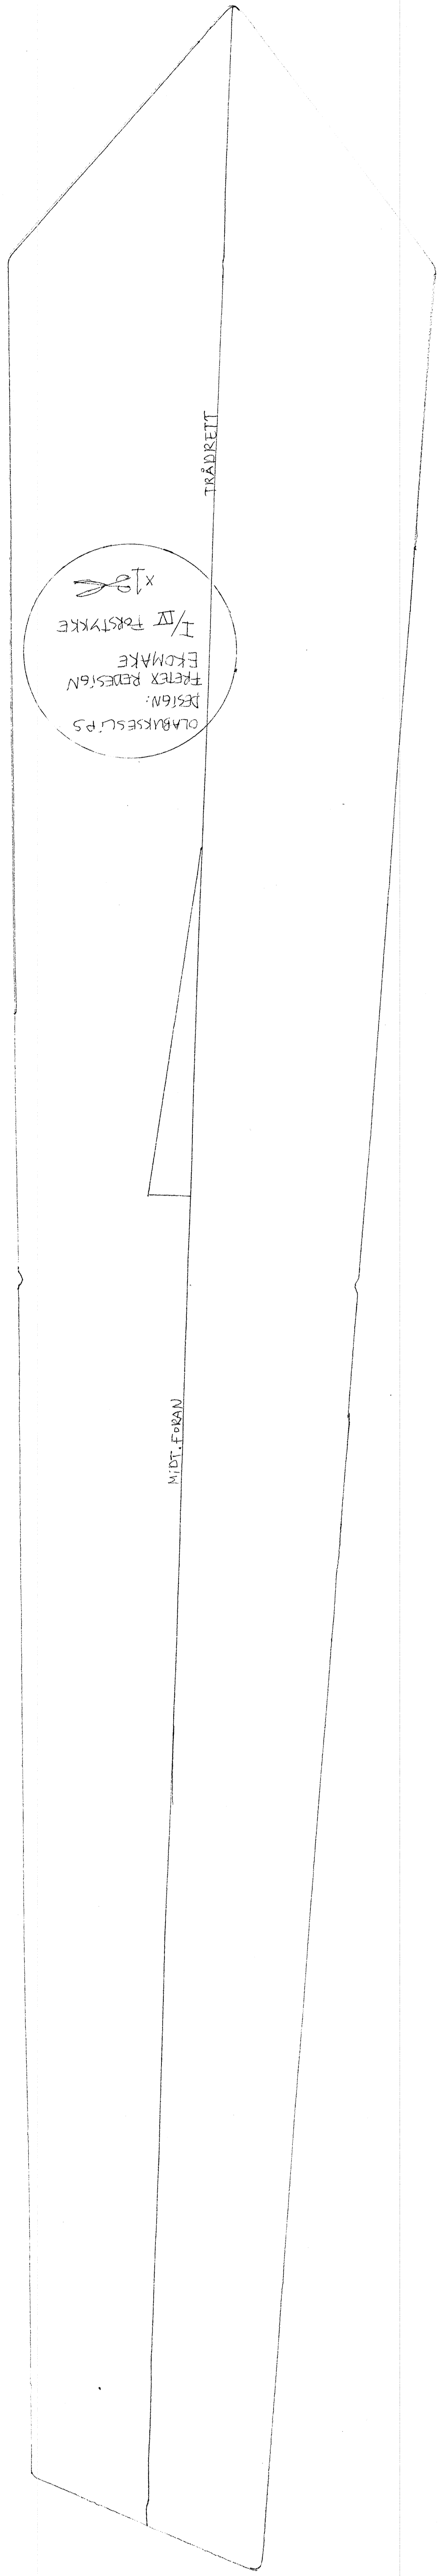 TRÅDRETT
OLABUKSESLIPS
DESIGN:
FRETEX REDESIGN
EKOMAKE
I/IV FORSTYKKE
x1
MIDT.FORAN